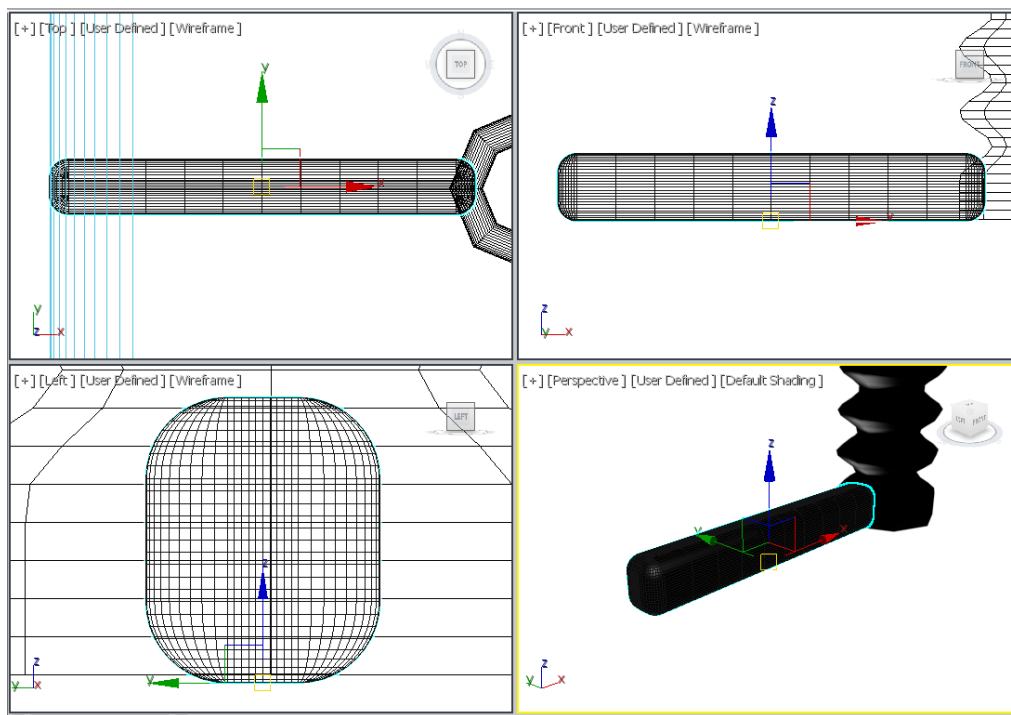 [+] [Top ] [User Defined ] [Wireframe ]
TOP
y
x
y
z x
[+] [Front ] [User Defined ] [Wireframe ]
FRONT
z
x
z
y x
[+] [Left ] [User Defined ] [Wireframe ]
LEFT
z
y
z
y x
[+] [Perspective ] [User Defined ] [Default Shading ]
LEFT FRONT
z
y x
z
y x